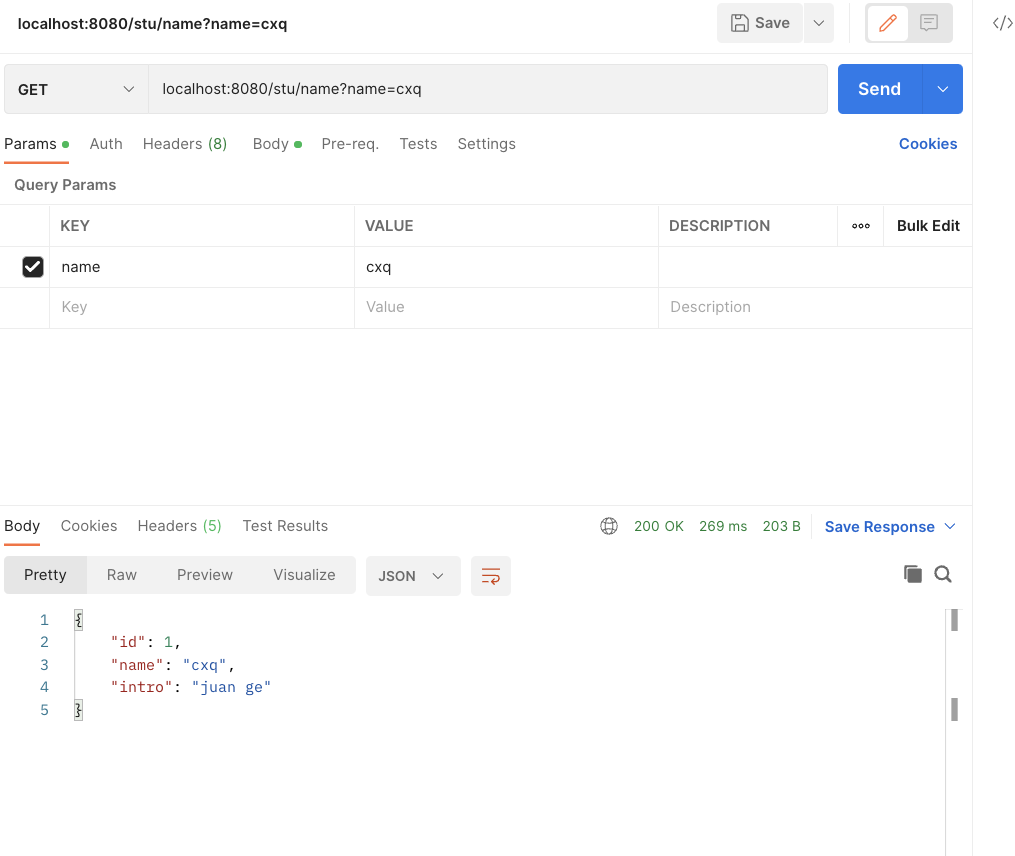 localhost:8080/stu/name?name=cxq Save
GET localhost:8080/stu/name?name=cxq Send
Params Auth Headers (8) Body Pre-req. Tests Settings Cookies
Query Params
KEY VALUE DESCRIPTION Bulk Edit
name cxq
Key Value Description
Body Cookies Headers (5) Test Results 200 OK 269 ms 203 B Save Response
Pretty Raw Preview Visualize JSON
1 {
2 "id": 1,
3 "name": "cxq",
4 "intro": "juan ge"
5 }